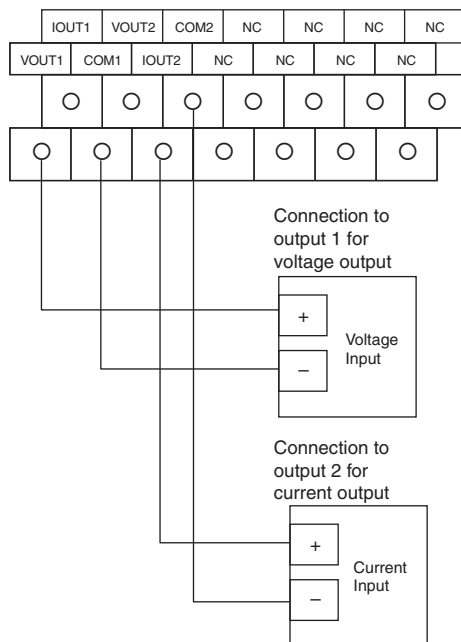 IOUT1 VOUT2 COM2 NC NC NC NC
VOUT1 COM1 IOUT2 NC NC NC NC
Connection to
output 1 for
voltage output
+
Voltage
Input
–
Connection to
output 2 for
current output
+
Current
Input
–